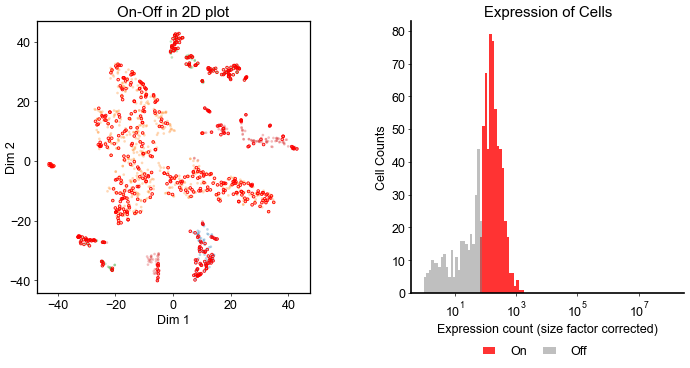 On-Off in 2D plot
Dim 2
40
20
0
−20
−40
−40 −20 0 20 40
Dim 1
Expression of Cells
Cell Counts
80
70
60
50
40
30
20
10
0
10^1 10^3 10^5 10^7
Expression count (size factor corrected)
On Off